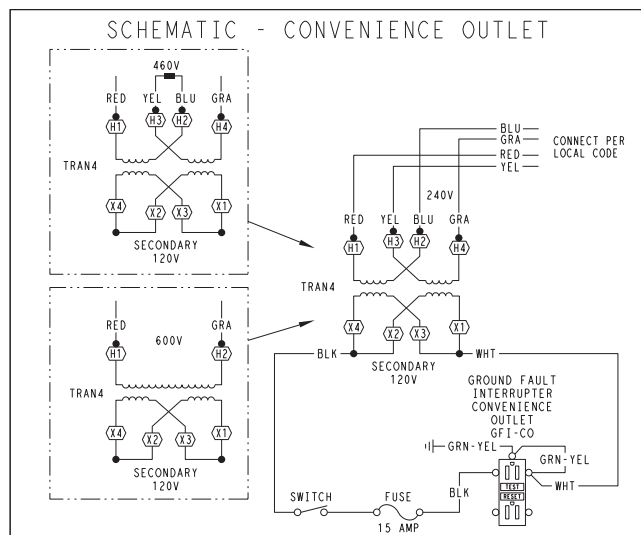 SCHEMATIC - CONVENIENCE OUTLET
460V
RED YEL BLU GRA
H1 H3 H2 H4
TRAN4
X4 X2 X3 X1
SECONDARY
120V
RED GRA
600V
H1 H2
TRAN4
X4 X2 X3 X1
SECONDARY
120V
BLU
GRA
RED
YEL
CONNECT PER
LOCAL CODE
240V
RED YEL BLU GRA
H1 H3 H2 H4
TRAN4
X4 X2 X3 X1
BLK
WHT
SECONDARY
120V
GROUND FAULT
INTERRUPTER
CONVENIENCE
OUTLET
GFI-CO
GRN-YEL
GRN-YEL
WHT
BLK
TEST
RESET
SWITCH
FUSE
15 AMP